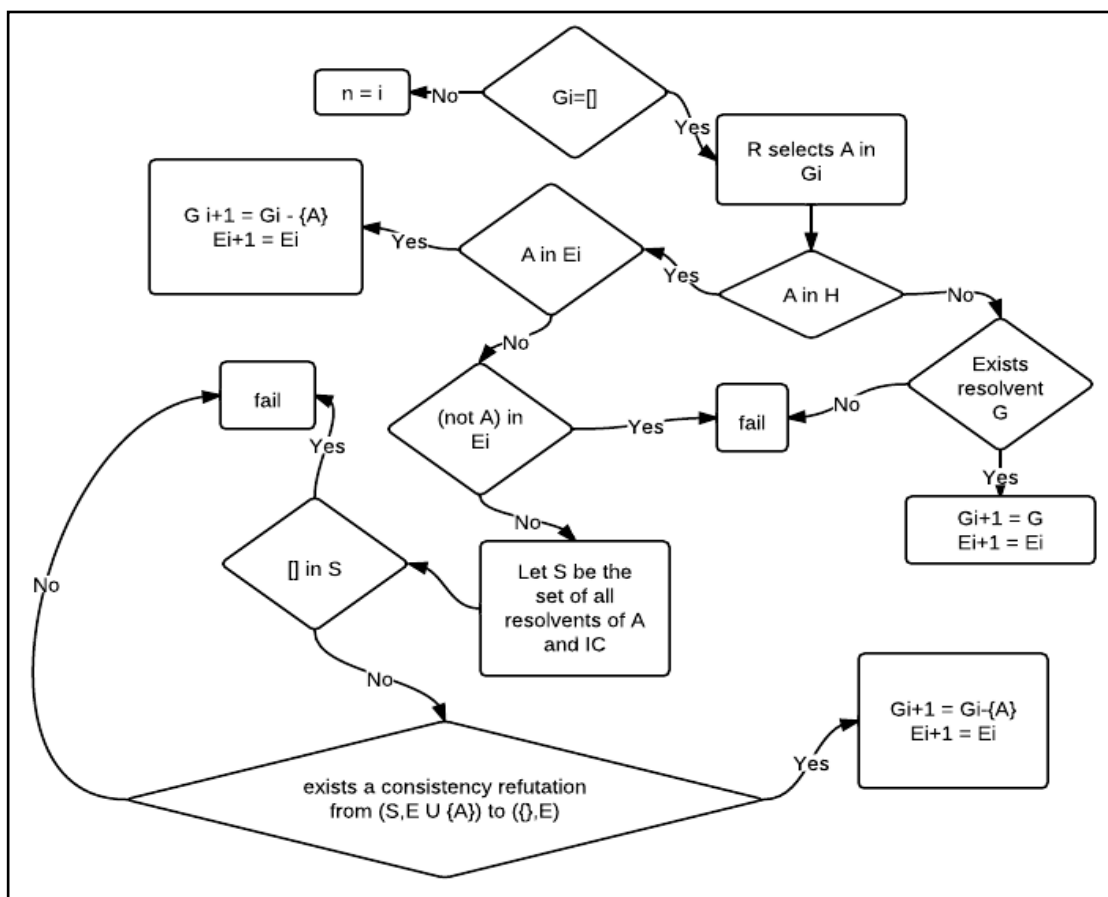 Gi=[]
No
n = i
Yes
R selects A in
Gi
A in H
Yes
No
A in Ei
Yes
G i+1 = Gi - {A}
Ei+1 = Ei
No
Exists
resolvent
G
No
fail
Yes
Gi+1 = G
Ei+1 = Ei
(not A) in
Ei
Yes
No
Let S be the
set of all
resolvents of A
and IC
[] in S
Yes
fail
No
exists a consistency refutation
from (S,E U {A}) to ({},E)
No
Yes
Gi+1 = Gi-{A}
Ei+1 = Ei